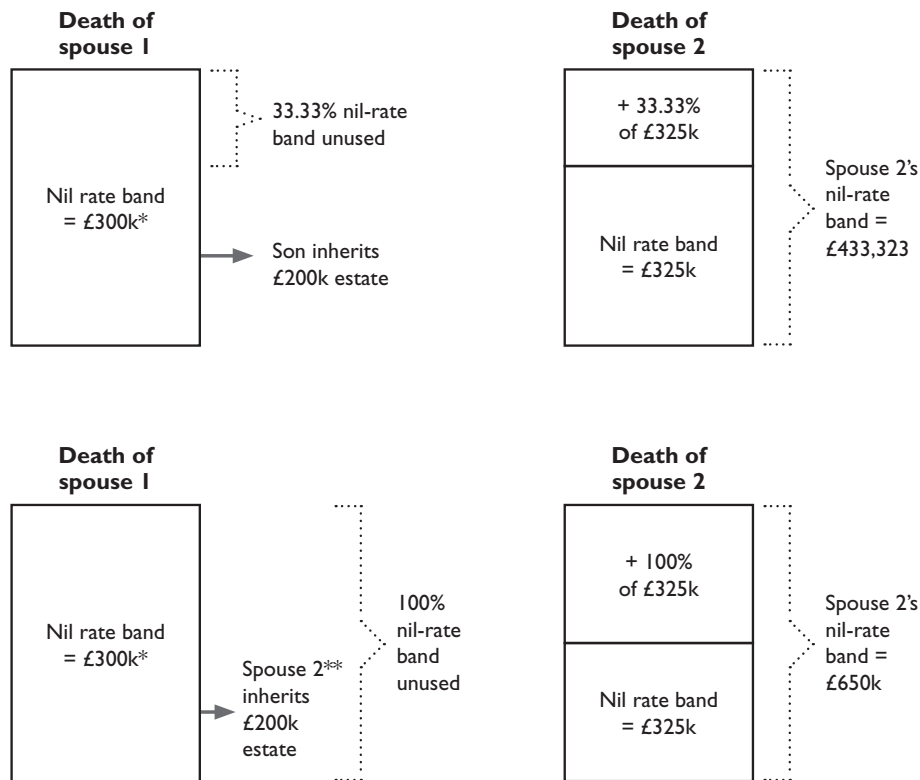 Death of
spouse 1
Nil rate band
= £300k*
33.33% nil-rate
band unused
Son inherits
£200k estate
Death of
spouse 2
+ 33.33%
of £325k
Nil rate band
= £325k
Spouse 2's
nil-rate
band =
£433,323
Death of
spouse 1
Nil rate band
= £300k*
Spouse 2**
inherits
£200k
estate
100%
nil-rate
band
unused
Death of
spouse 2
+ 100%
of £325k
Nil rate band
= £325k
Spouse 2's
nil-rate
band =
£650k